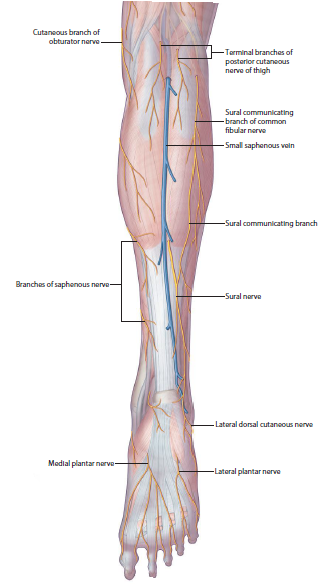 Cutaneous branch of
obturator nerve
Terminal branches of
posterior cutaneous
nerve of thigh
Sural communicating
branch of common
fibular nerve
Small saphenous vein
Sural communicating branch
Branches of saphenous nerve
Sural nerve
Lateral dorsal cutaneous nerve
Medial plantar nerve
Lateral plantar nerve